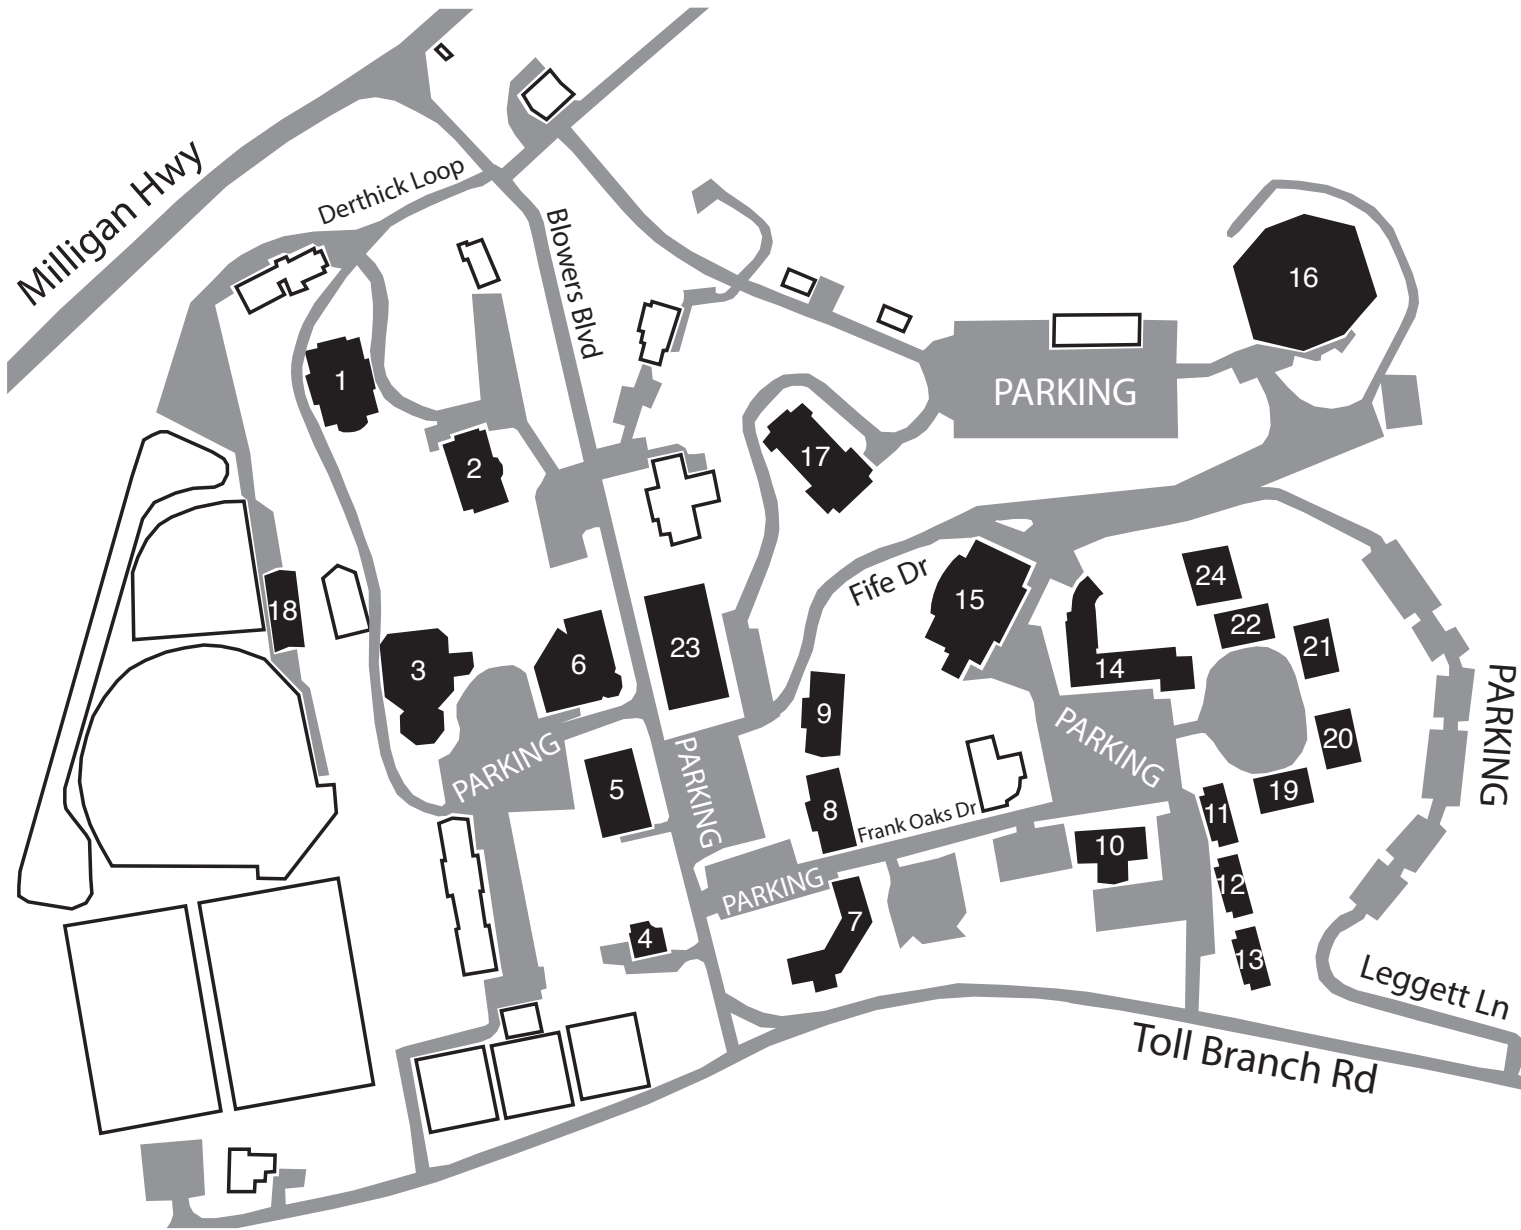 Milligan Hwy
Derthick Loop
Blowers Blvd
16
1
PARKING
2
17
Fife Dr
24
15
18
22
21
23
6
3
14
PARKING
9
PARKING
20
PARKING
PARKING
5
19
8
Frank Oaks Dr
11
10
12
PARKING
7
4
13
Leggett Ln
Toll Branch Rd